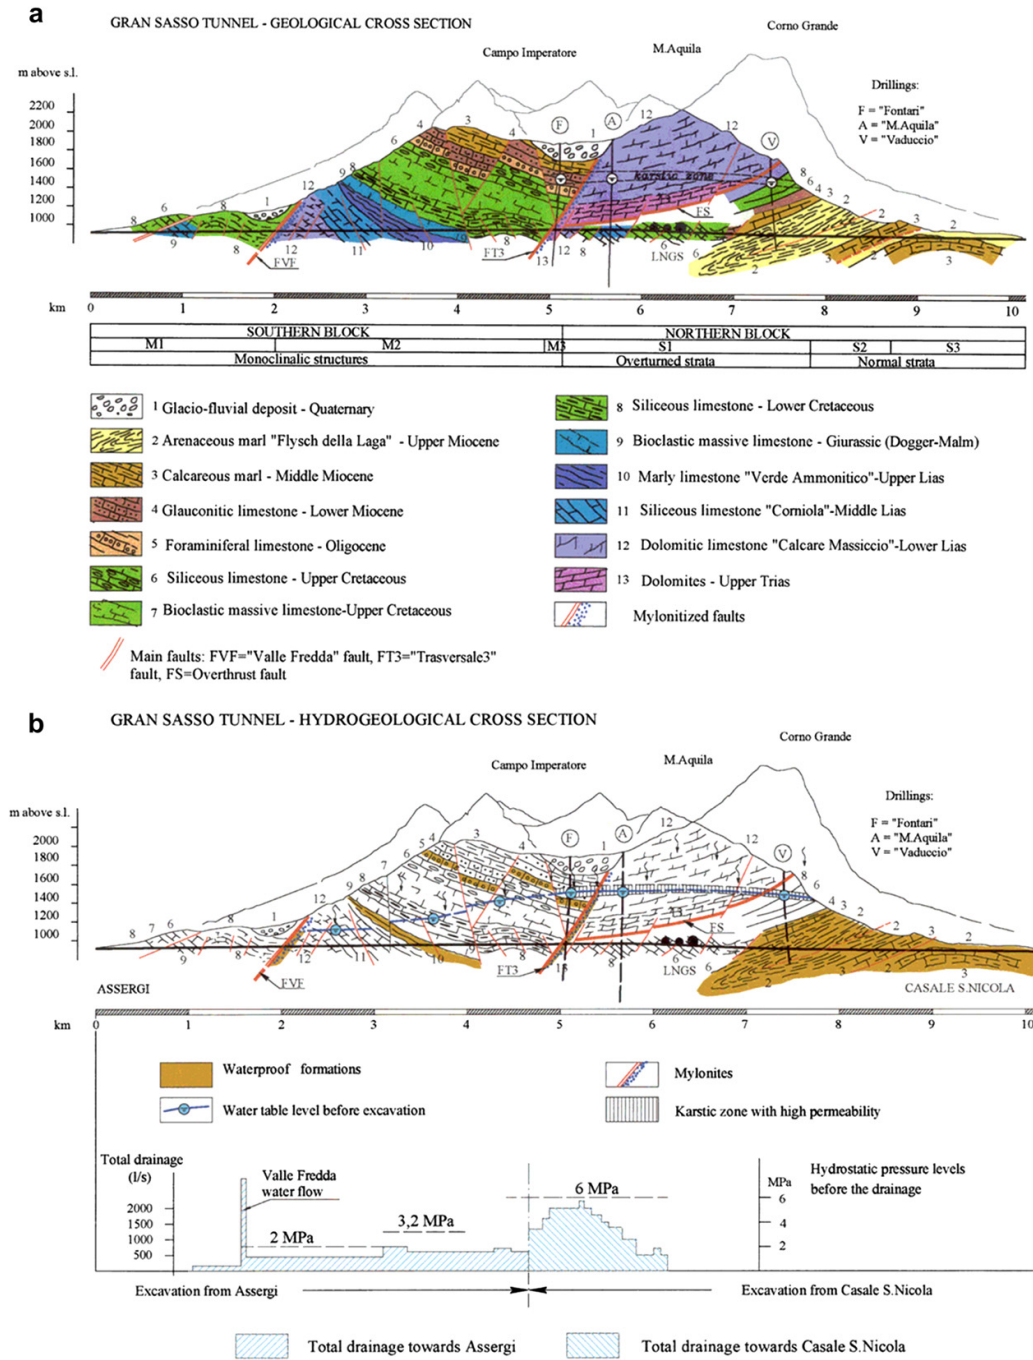 a
GRAN SASSO TUNNEL - GEOLOGICAL CROSS SECTION
Corno Grande
M.Aquila
Campo Imperatore
m above s.l.
Drillings:
F = "Fontari"
A = "M.Aquila"
V = "Vaduccio"
2200
2000
1800
1600
1400
1200
1000
F
A
V
karstic zone
FS
FVF
FT3
LNGS
km
0 1 2 3 4 5 6 7 8 9 10
SOUTHERN BLOCK NORTHERN BLOCK
M1 M2 M3 S1 S2 S3
Monoclinalic structures Overturned strata Normal strata
1 Glacio-fluvial deposit - Quaternary
2 Arenaceous marl "Flysch della Laga" - Upper Miocene
3 Calcareous marl - Middle Miocene
4 Glauconitic limestone - Lower Miocene
5 Foraminiferal limestone - Oligocene
6 Siliceous limestone - Upper Cretaceous
7 Bioclastic massive limestone-Upper Cretaceous
8 Siliceous limestone - Lower Cretaceous
9 Bioclastic massive limestone - Giurassic (Dogger-Malm)
10 Marly limestone "Verde Ammonitico"-Upper Lias
11 Siliceous limestone "Corniola"-Middle Lias
12 Dolomitic limestone "Calcare Massiccio"-Lower Lias
13 Dolomites - Upper Trias
Mylonitized faults
Main faults: FVF="Valle Fredda" fault, FT3="Trasversale3"
fault, FS=Overthrust fault
b
GRAN SASSO TUNNEL - HYDROGEOLOGICAL CROSS SECTION
Corno Grande
M.Aquila
Campo Imperatore
m above s.l.
Drillings:
F = "Fontari"
A = "M.Aquila"
V = "Vaduccio"
2000
1800
1600
1400
1200
1000
F
A
V
FS
FVF
FT3
LNGS
ASSERGI
CASALE S.NICOLA
km
0 1 2 3 4 5 6 7 8 9 10
Waterproof formations
Water table level before excavation
Mylonites
Karstic zone with high permeability
Total drainage
(l/s)
2000
1500
1000
500
Valle Fredda
water flow
2 MPa
3,2 MPa
6 MPa
MPa
6
4
2
Hydrostatic pressure levels
before the drainage
Excavation from Assergi
Excavation from Casale S.Nicola
Total drainage towards Assergi
Total drainage towards Casale S.Nicola